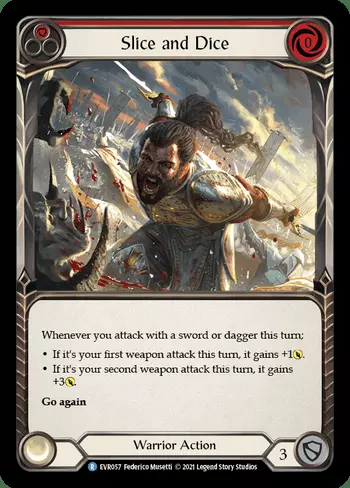 Slice and Dice
0
Whenever you attack with a sword or dagger this turn;
• If it's your first weapon attack this turn, it gains +1.
• If it's your second weapon attack this turn, it gains
+3.
Go again
Warrior Action
3
R EVR057 Federico Musetti © 2021 Legend Story Studios